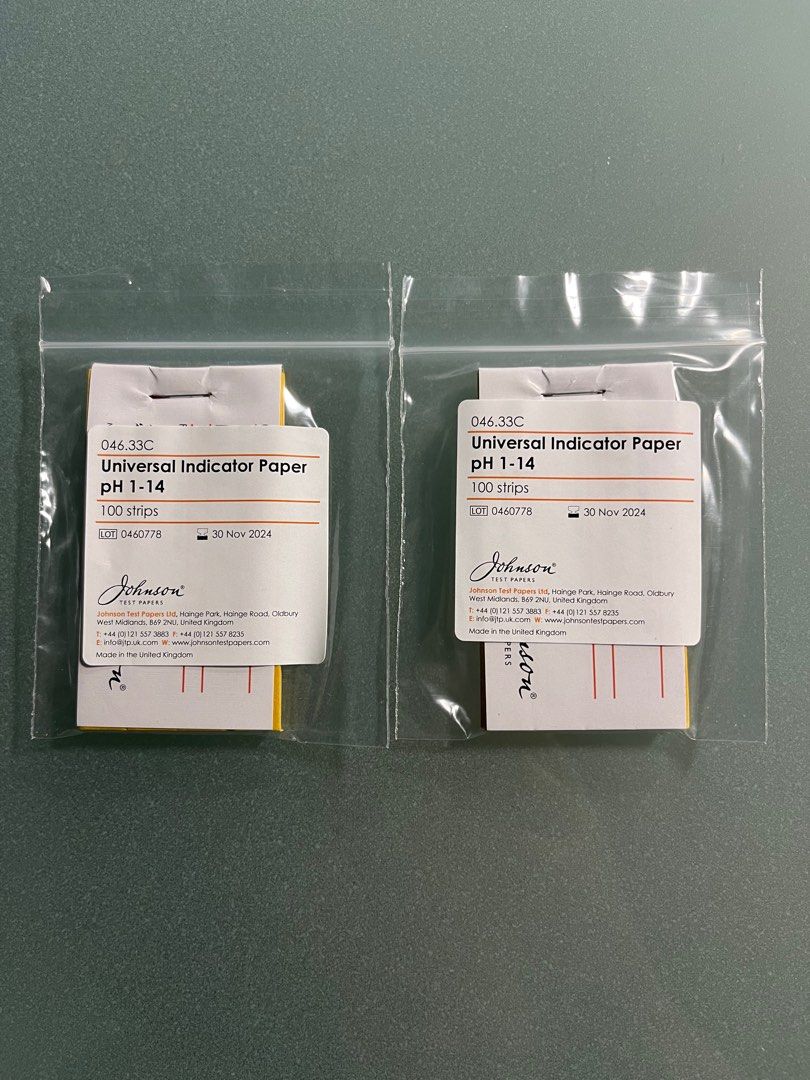 046.33C
Universal Indicator Paper
pH 1-14
100 strips
LOT 0460778 30 Nov 2024
Johnson®
TEST PAPERS
Johnson Test Papers Ltd, Hainge Park, Hainge Road, Oldbury
West Midlands, B69 2NU, United Kingdom
T: +44 (0)121 557 3883 F: +44 (0)121 557 8235
E: info@jtp.uk.com W: www.johnsontestpapers.com
Made in the United Kingdom
n®
046.33C
Universal Indicator Paper
pH 1-14
100 strips
LOT 0460778 30 Nov 2024
Johnson®
TEST PAPERS
Johnson Test Papers Ltd, Hainge Park, Hainge Road, Oldbury
West Midlands, B69 2NU, United Kingdom
T: +44 (0)121 557 3883 F: +44 (0)121 557 8235
E: info@jtp.uk.com W: www.johnsontestpapers.com
Made in the United Kingdom
nson®
PERS